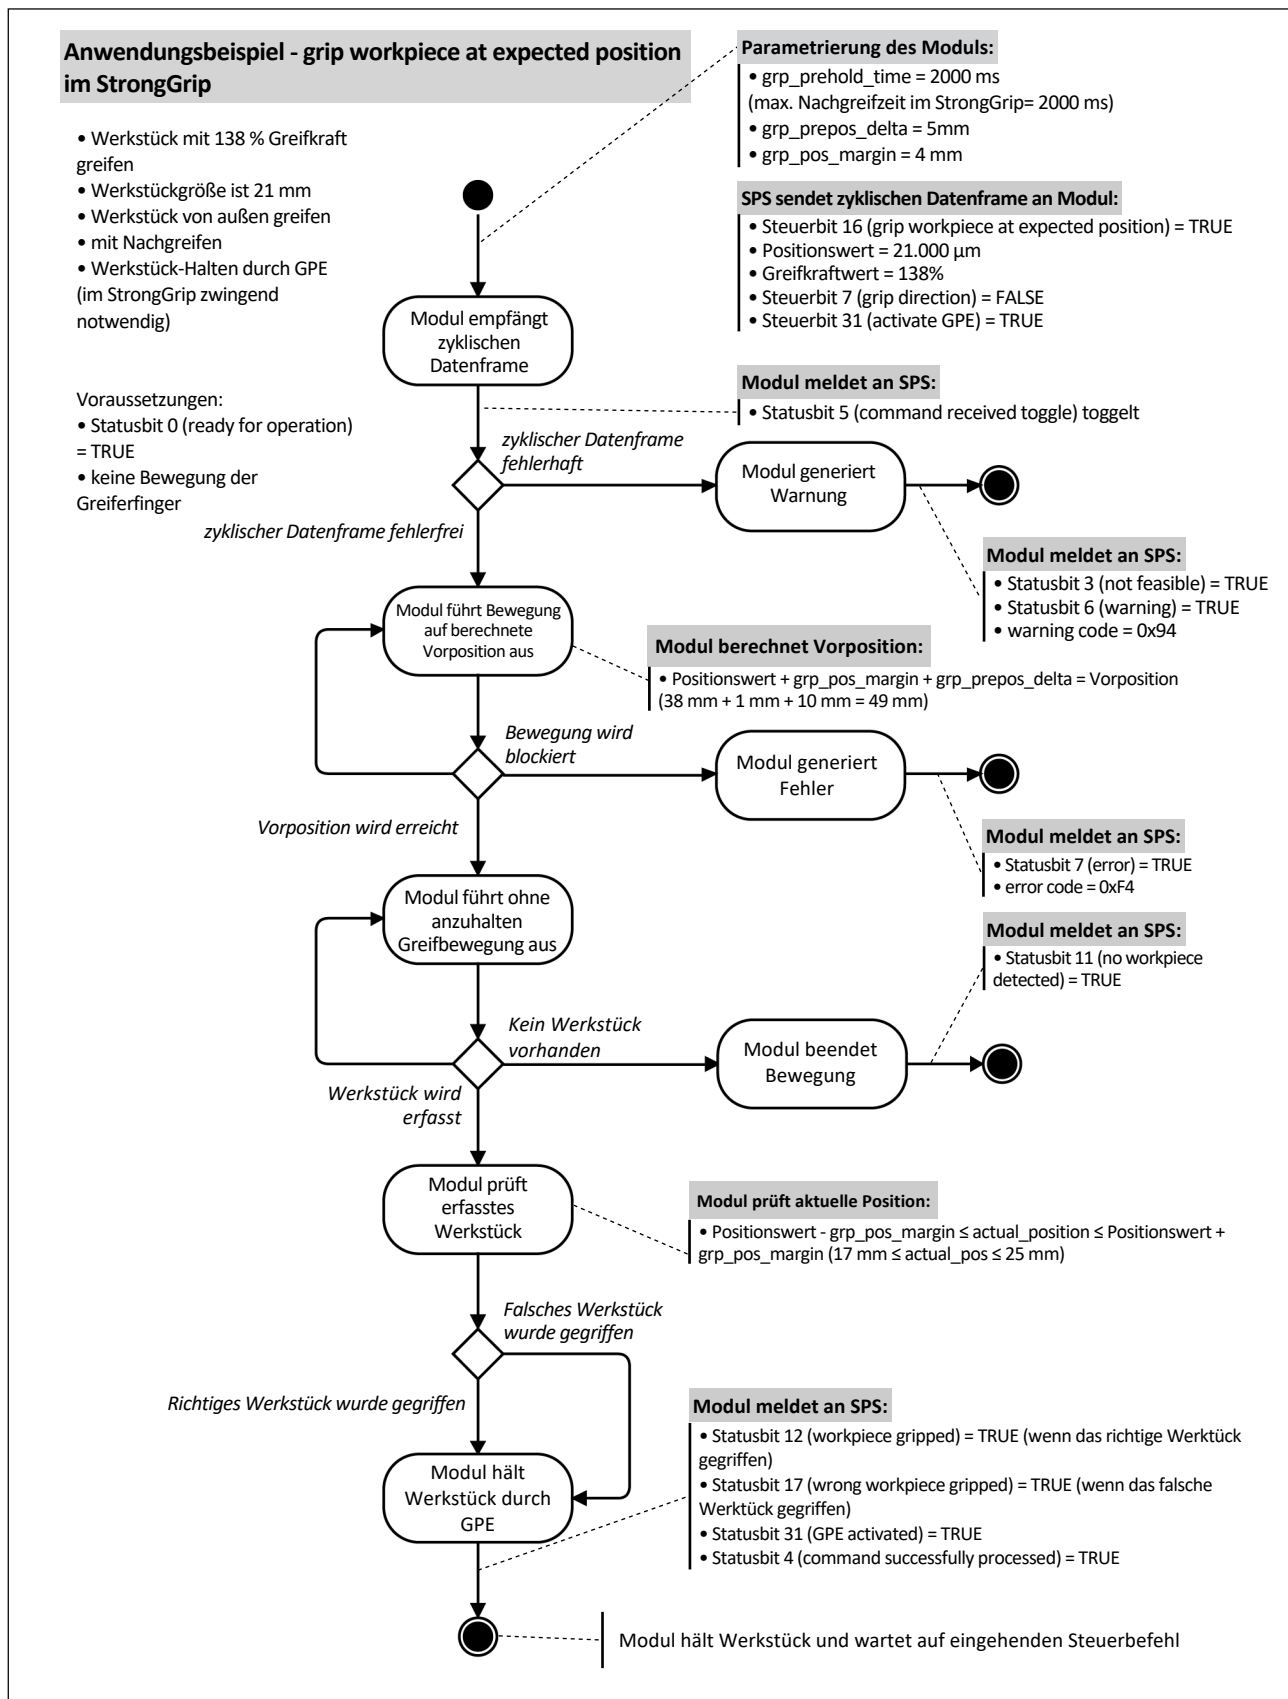 Anwendungsbeispiel - grip workpiece at expected position
im StrongGrip
• Werkstück mit 138 % Greifkraft
greifen
• Werkstückgröße ist 21 mm
• Werkstück von außen greifen
• mit Nachgreifen
• Werkstück-Halten durch GPE
(im StrongGrip zwingend
notwendig)
Voraussetzungen:
• Statusbit 0 (ready for operation)
= TRUE
• keine Bewegung der
Greiferfinger
Parametrierung des Moduls:
• grp_prehold_time = 2000 ms
(max. Nachgreifzeit im StrongGrip= 2000 ms)
• grp_prepos_delta = 5mm
• grp_pos_margin = 4 mm
SPS sendet zyklischen Datenframe an Modul:
• Steuerbit 16 (grip workpiece at expected position) = TRUE
• Positionswert = 21.000 µm
• Greifkraftwert = 138%
• Steuerbit 7 (grip direction) = FALSE
• Steuerbit 31 (activate GPE) = TRUE
Modul empfängt
zyklischen
Datenframe
Modul meldet an SPS:
• Statusbit 5 (command received toggle) toggelt
zyklischer Datenframe
fehlerhaft
Modul generiert
Warnung
zyklischer Datenframe fehlerfrei
Modul meldet an SPS:
• Statusbit 3 (not feasible) = TRUE
• Statusbit 6 (warning) = TRUE
• warning code = 0x94
Modul führt Bewegung
auf berechnete
Vorposition aus
Modul berechnet Vorposition:
• Positionswert + grp_pos_margin + grp_prepos_delta = Vorposition
(38 mm + 1 mm + 10 mm = 49 mm)
Bewegung wird
blockiert
Modul generiert
Fehler
Vorposition wird erreicht
Modul meldet an SPS:
• Statusbit 7 (error) = TRUE
• error code = 0xF4
Modul führt ohne
anzuhalten
Greifbewegung aus
Modul meldet an SPS:
• Statusbit 11 (no workpiece
detected) = TRUE
Kein Werkstück
vorhanden
Modul beendet
Bewegung
Werkstück wird
erfasst
Modul prüft
erfasstes
Werkstück
Modul prüft aktuelle Position:
• Positionswert - grp_pos_margin ≤ actual_position ≤ Positionswert +
grp_pos_margin (17 mm ≤ actual_pos ≤ 25 mm)
Falsches Werkstück
wurde gegriffen
Richtiges Werkstück wurde gegriffen
Modul hält
Werkstück durch
GPE
Modul meldet an SPS:
• Statusbit 12 (workpiece gripped) = TRUE (wenn das richtige Werktück
gegriffen)
• Statusbit 17 (wrong workpiece gripped) = TRUE (wenn das falsche
Werktück gegriffen)
• Statusbit 31 (GPE activated) = TRUE
• Statusbit 4 (command successfully processed) = TRUE
Modul hält Werkstück und wartet auf eingehenden Steuerbefehl